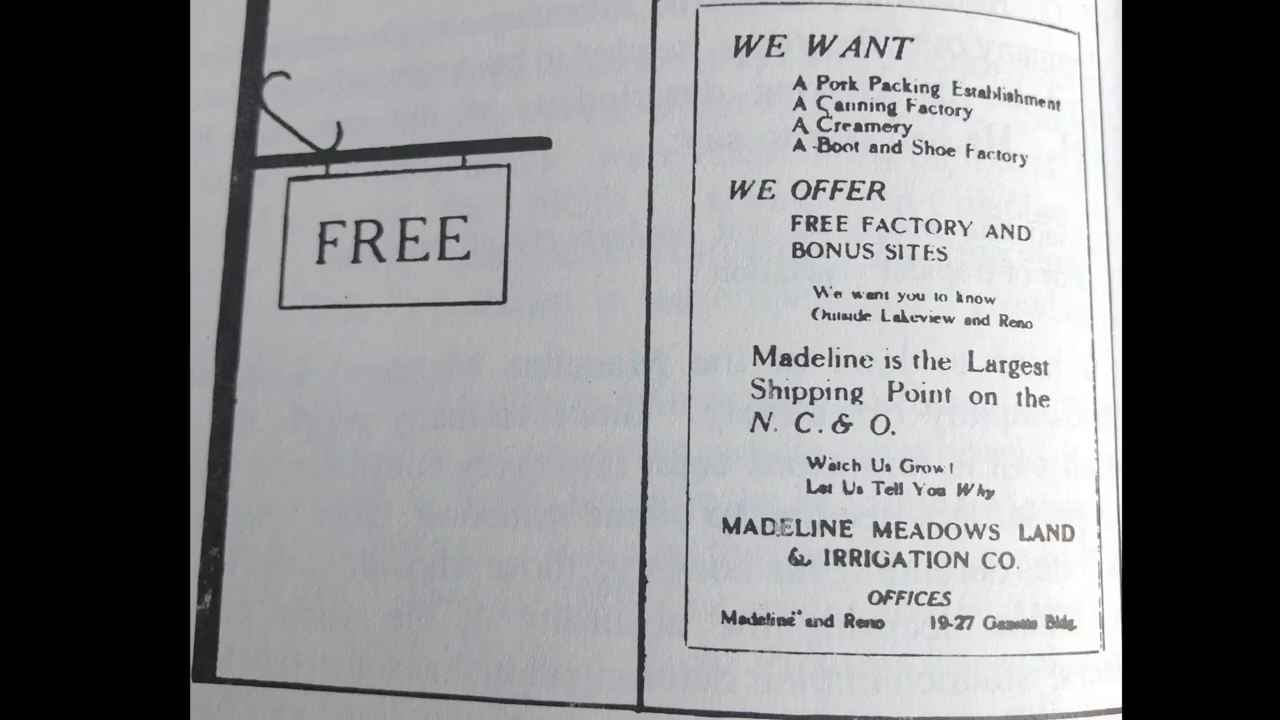 FREE
WE WANT
A Pork Packing Establishment
A Canning Factory
A Creamery
A Boot and Shoe Factory
WE OFFER
FREE FACTORY AND
BONUS SITES
We want you to know
Outside Lakeview and Reno
Madeline is the Largest
Shipping Point on the
N. C. & O.
Watch Us Grow!
Let Us Tell You Why
MADELINE MEADOWS LAND
& IRRIGATION CO.
OFFICES
Madeline and Reno 19-27 Gazette Bldg.